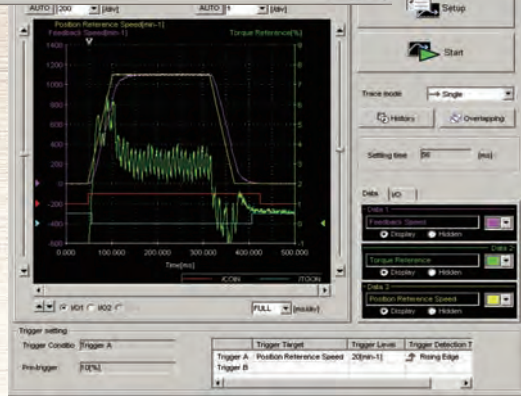 AUTO 200 [/div] AUTO 1 [/div]
Setup
Start
Position Reference Speed[min-1]
Feedback Speed[min-1] Torque Reference[%]
1400
1200
1000
800
600
400
200
0
-200
-400
-600
9
8
7
6
5
4
3
2
1
0
-1
0.000 100.000 200.000 300.000 400.000 500.000
Time[ms]
/COIN /TGON
I/O1 I/O2 FULL [ms/div]
Trace mode Single
History Overlapping
Settling time [ms]
Data I/O
Data 1
Feedback Speed
Display Hidden
Data 2
Torque Reference
Display Hidden
Data 3
Position Reference Speed
Display Hidden
Trigger setting
Trigger Conditio Trigger A
Pre-trigger 10[%]
Trigger Target Trigger Level Trigger Detection T
Trigger A Position Reference Speed 20[min-1] Rising Edge
Trigger B